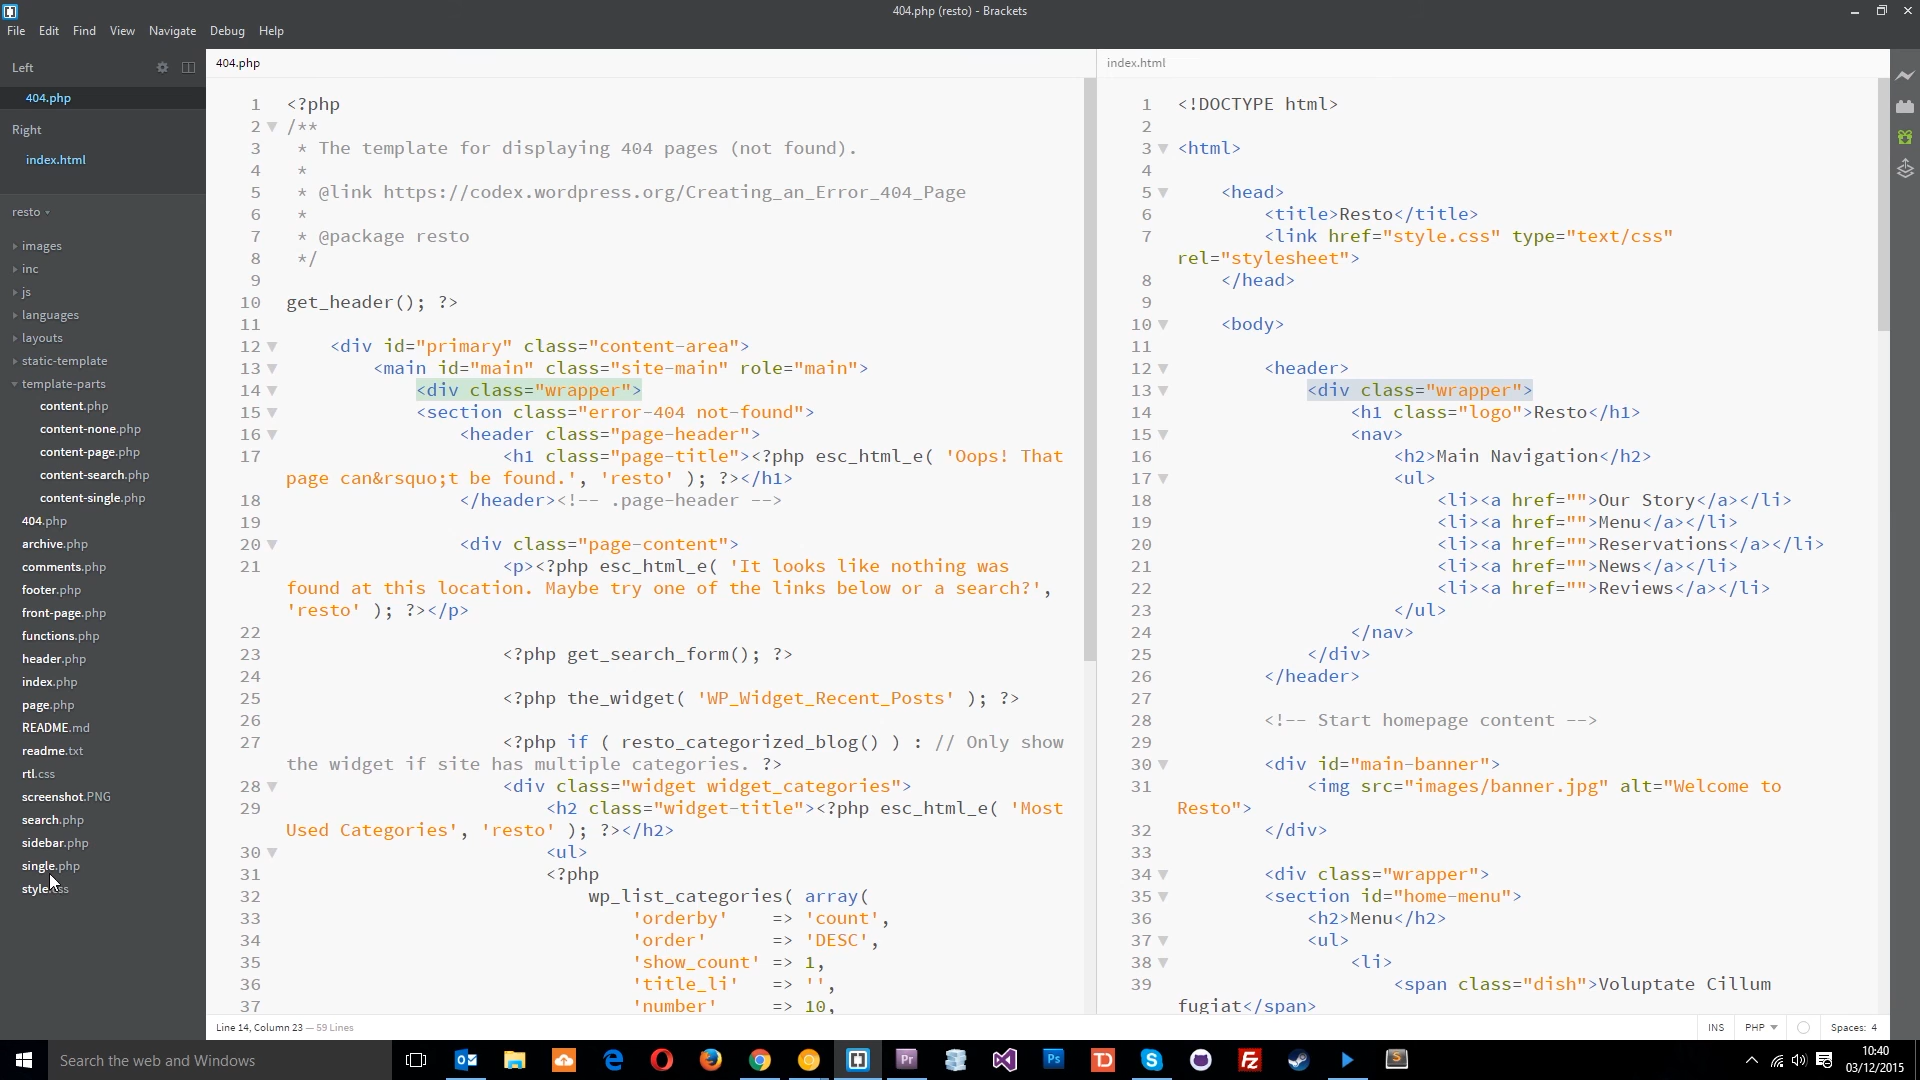 404.php (resto) - Brackets
File Edit Find View Navigate Debug Help
Left
404.php
Right
index.html
resto
images
inc
js
languages
layouts
static-template
template-parts
content.php
content-none.php
content-page.php
content-search.php
content-single.php
404.php
archive.php
comments.php
footer.php
front-page.php
functions.php
header.php
index.php
page.php
README.md
readme.txt
rtl.css
screenshot.PNG
search.php
sidebar.php
single.php
style.css
404.php
1 <?php
2 /**
3  * The template for displaying 404 pages (not found).
4  *
5  * @link https://codex.wordpress.org/Creating_an_Error_404_Page
6  *
7  * @package resto
8  */
9
10 get_header(); ?>
11
12 <div id="primary" class="content-area">
13 <main id="main" class="site-main" role="main">
14 <div class="wrapper">
15 <section class="error-404 not-found">
16 <header class="page-header">
17 <h1 class="page-title"><?php esc_html_e( 'Oops! That
page can&rsquo;t be found.', 'resto' ); ?></h1>
18 </header><!-- .page-header -->
19
20 <div class="page-content">
21 <p><?php esc_html_e( 'It looks like nothing was
found at this location. Maybe try one of the links below or a search?',
'resto' ); ?></p>
22
23 <?php get_search_form(); ?>
24
25 <?php the_widget( 'WP_Widget_Recent_Posts' ); ?>
26
27 <?php if ( resto_categorized_blog() ) : // Only show
the widget if site has multiple categories. ?>
28 <div class="widget widget_categories">
29 <h2 class="widget-title"><?php esc_html_e( 'Most
Used Categories', 'resto' ); ?></h2>
30 <ul>
31 <?php
32 wp_list_categories( array(
33 'orderby' => 'count',
34 'order' => 'DESC',
35 'show_count' => 1,
36 'title_li' => '',
37 'number' => 10,
index.html
1 <!DOCTYPE html>
2
3 <html>
4
5 <head>
6 <title>Resto</title>
7 <link href="style.css" type="text/css"
rel="stylesheet">
8 </head>
9
10 <body>
11
12 <header>
13 <div class="wrapper">
14 <h1 class="logo">Resto</h1>
15 <nav>
16 <h2>Main Navigation</h2>
17 <ul>
18 <li><a href="">Our Story</a></li>
19 <li><a href="">Menu</a></li>
20 <li><a href="">Reservations</a></li>
21 <li><a href="">News</a></li>
22 <li><a href="">Reviews</a></li>
23 </ul>
24 </nav>
25 </div>
26 </header>
27
28 <!-- Start homepage content -->
29
30 <div id="main-banner">
31 <img src="images/banner.jpg" alt="Welcome to
Resto">
32 </div>
33
34 <div class="wrapper">
35 <section id="home-menu">
36 <h2>Menu</h2>
37 <ul>
38 <li>
39 <span class="dish">Voluptate Cillum
fugiat</span>
Line 14, Column 23 — 59 Lines
INS PHP Spaces: 4
Search the web and Windows
Pr
Ps
TD
Fz
S
10:40
03/12/2015